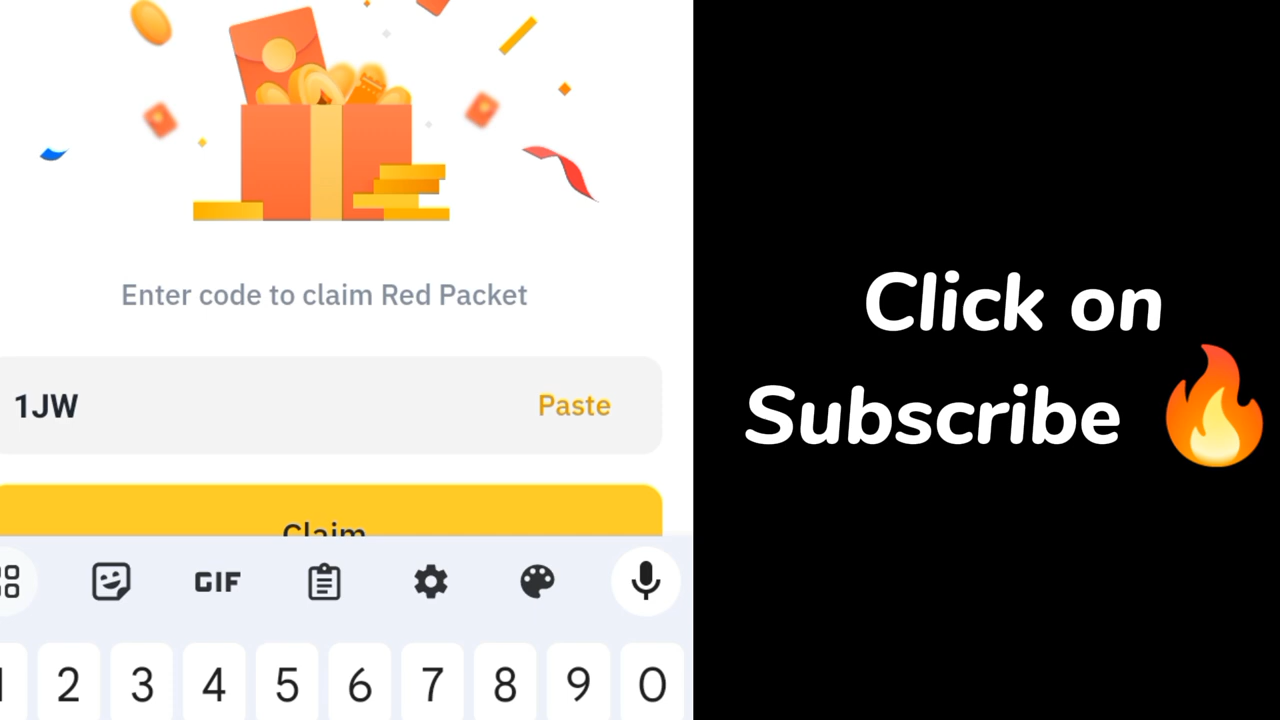 Enter code to claim Red Packet
1JW
Paste
Claim
GIF
1 2 3 4 5 6 7 8 9 0
Click on
Subscribe 🔥